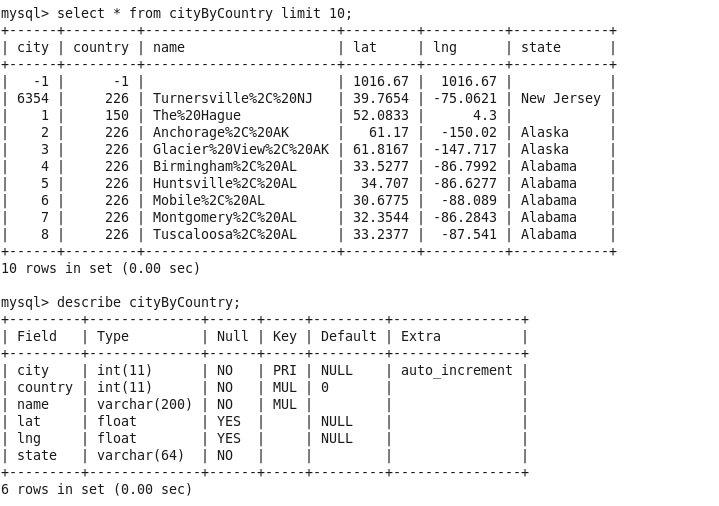 mysql> select * from cityByCountry limit 10;
+------+---------+------------------------+---------+----------+------------+
| city | country | name                   | lat     | lng      | state      |
+------+---------+------------------------+---------+----------+------------+
|   -1 |      -1 |                        | 1016.67 |  1016.67 |            |
| 6354 |     226 | Turnersville%2C%20NJ   | 39.7654 | -75.0621 | New Jersey |
|    1 |     150 | The%20Hague            | 52.0833 |      4.3 |            |
|    2 |     226 | Anchorage%2C%20AK      |   61.17 |  -150.02 | Alaska     |
|    3 |     226 | Glacier%20View%2C%20AK | 61.8167 | -147.717 | Alaska     |
|    4 |     226 | Birmingham%2C%20AL     | 33.5277 | -86.7992 | Alabama    |
|    5 |     226 | Huntsville%2C%20AL     |  34.707 | -86.6277 | Alabama    |
|    6 |     226 | Mobile%2C%20AL         | 30.6775 |  -88.089 | Alabama    |
|    7 |     226 | Montgomery%2C%20AL     | 32.3544 | -86.2843 | Alabama    |
|    8 |     226 | Tuscaloosa%2C%20AL     | 33.2377 |  -87.541 | Alabama    |
+------+---------+------------------------+---------+----------+------------+
10 rows in set (0.00 sec)

mysql> describe cityByCountry;
+---------+--------------+------+-----+---------+----------------+
| Field   | Type         | Null | Key | Default | Extra          |
+---------+--------------+------+-----+---------+----------------+
| city    | int(11)      | NO   | PRI | NULL    | auto_increment |
| country | int(11)      | NO   | MUL | 0       |                |
| name    | varchar(200) | NO   | MUL |         |                |
| lat     | float        | YES  |     | NULL    |                |
| lng     | float        | YES  |     | NULL    |                |
| state   | varchar(64)  | NO   |     |         |                |
+---------+--------------+------+-----+---------+----------------+
6 rows in set (0.00 sec)